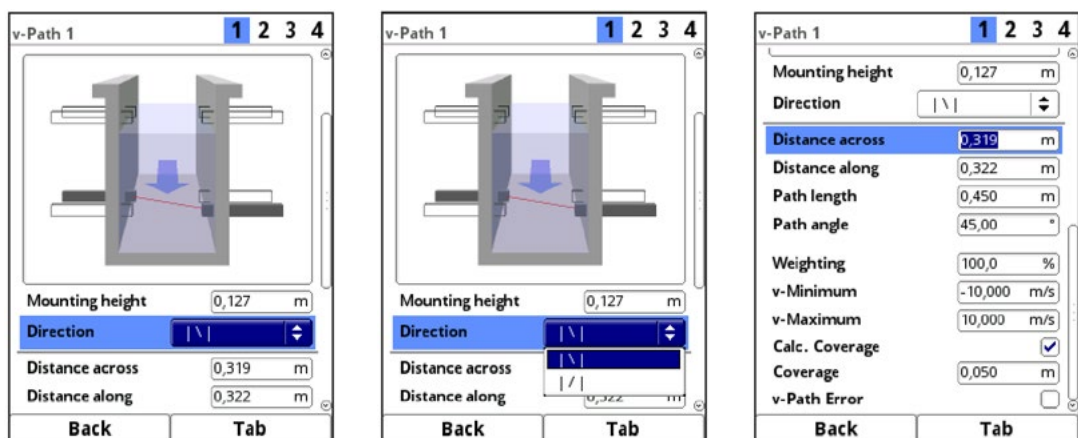 v-Path 1 1 2 3 4
Mounting height 0,127 m
Direction |\|
Distance across 0,319 m
Distance along 0,322 m
Back Tab
v-Path 1 1 2 3 4
Mounting height 0,127 m
Direction |\|
|\|
Distance across
|/|
Distance along 0,322 m
Back Tab
v-Path 1 1 2 3 4
Mounting height 0,127 m
Direction |\|
Distance across 0,319 m
Distance along 0,322 m
Path length 0,450 m
Path angle 45,00 °
Weighting 100,0 %
v-Minimum -10,000 m/s
v-Maximum 10,000 m/s
Calc. Coverage
Coverage 0,050 m
v-Path Error
Back Tab